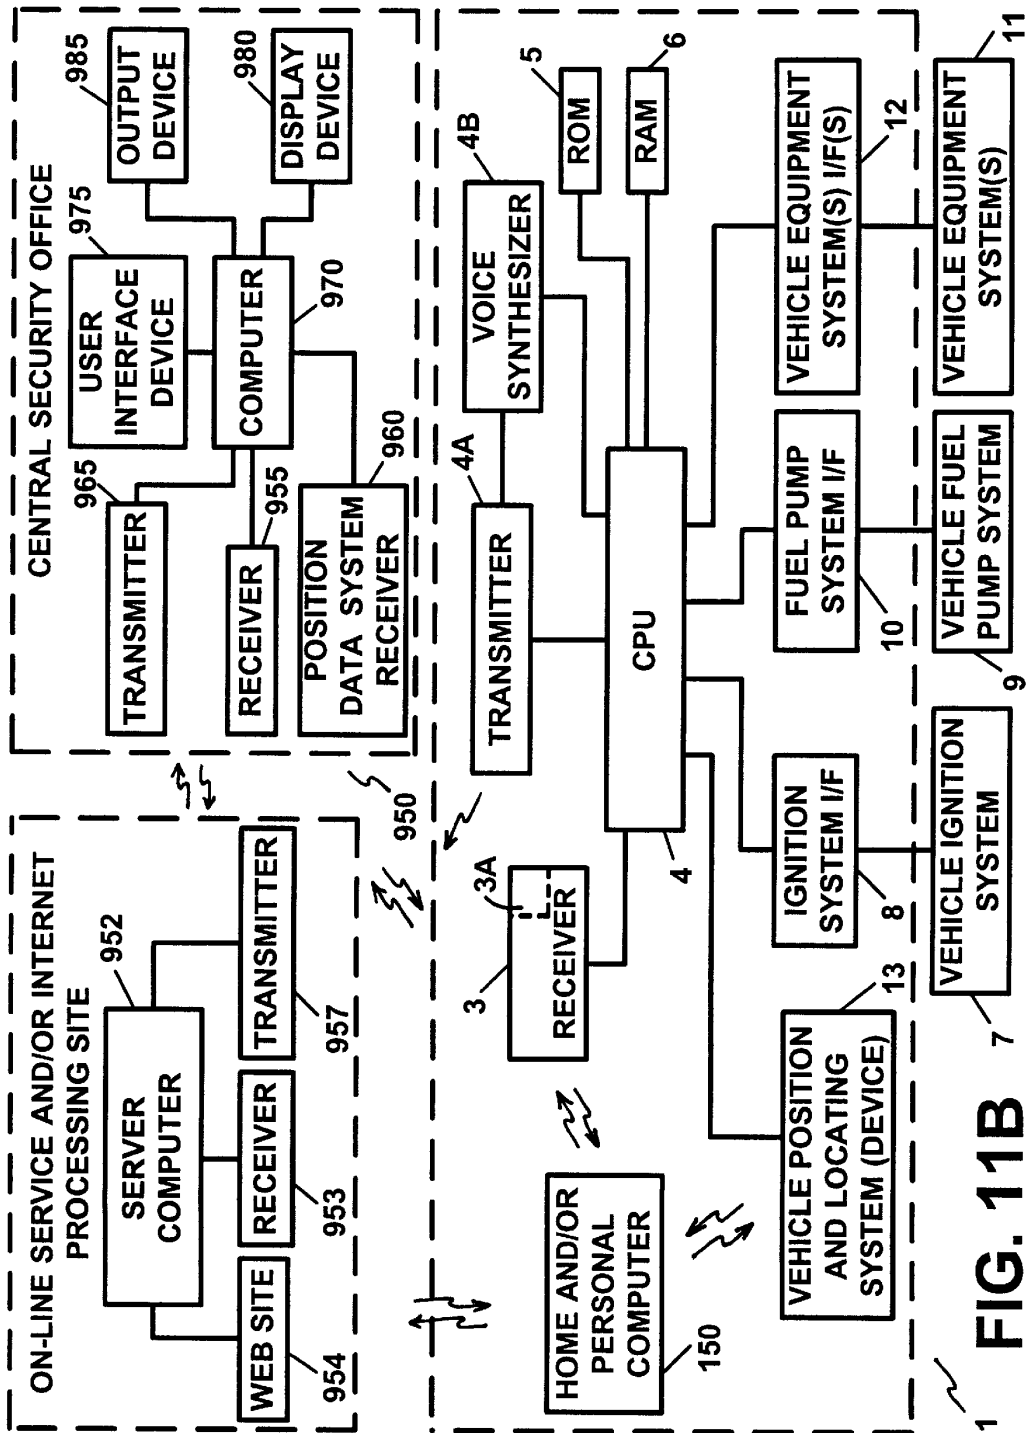 ON-LINE SERVICE AND/OR INTERNET
PROCESSING SITE
SERVER
COMPUTER
952
WEB SITE
954
RECEIVER
953
TRANSMITTER
957
CENTRAL SECURITY OFFICE
TRANSMITTER
965
RECEIVER
955
POSITION
DATA SYSTEM
RECEIVER
960
USER
INTERFACE
DEVICE
975
COMPUTER
970
OUTPUT
DEVICE
985
DISPLAY
DEVICE
980
950
HOME AND/OR
PERSONAL
COMPUTER
150
3
3A
RECEIVER
TRANSMITTER
4A
VOICE
SYNTHESIZER
4B
ROM
5
RAM
6
CPU
4
VEHICLE POSITION
AND LOCATING
SYSTEM (DEVICE)
13
IGNITION
SYSTEM I/F
8
FUEL PUMP
SYSTEM I/F
10
VEHICLE EQUIPMENT
SYSTEM(S) I/F(S)
12
VEHICLE IGNITION
SYSTEM
7
VEHICLE FUEL
PUMP SYSTEM
9
VEHICLE EQUIPMENT
SYSTEM(S)
11
1
FIG. 11B